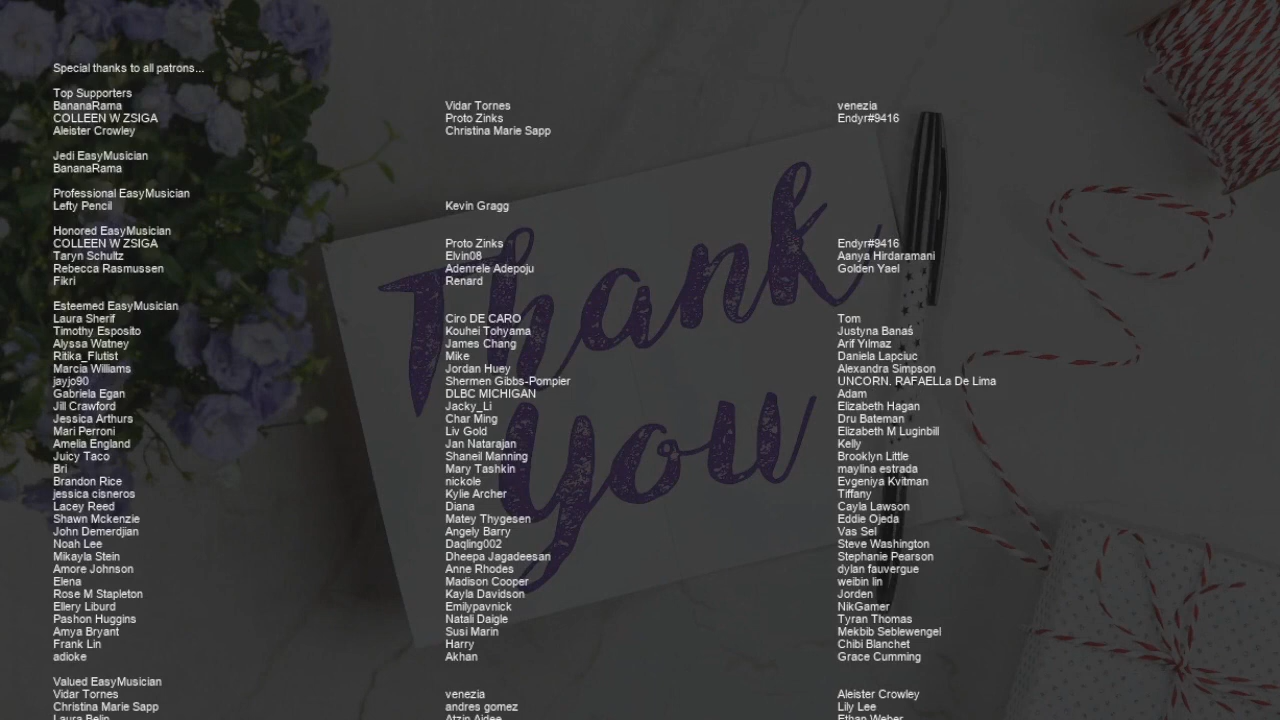 Special thanks to all patrons...
Top Supporters
BananaRama Vidar Tornes venezia
COLLEEN W ZSIGA Proto Zinks Endyr#9416
Aleister Crowley Christina Marie Sapp
Jedi EasyMusician
BananaRama
Professional EasyMusician
Lefty Pencil Kevin Gragg
Honored EasyMusician
COLLEEN W ZSIGA Proto Zinks Endyr#9416
Taryn Schultz Elvin08 Aanya Hirdaramani
Rebecca Rasmussen Adenrele Adepoju Golden Yael
Fikri Renard
Esteemed EasyMusician
Laura Sherif Ciro DE CARO Tom
Timothy Esposito Kouhei Tohyama Justyna Banaś
Alyssa Watney James Chang Arif Yılmaz
Ritika_Flutist Mike Daniela Lapciuc
Marcia Williams Jordan Huey Alexandra Simpson
jayjo90 Shermen Gibbs-Pompier UNCORN. RAFAELLa De Lima
Gabriela Egan DLBC MICHIGAN Adam
Jill Crawford Jacky_Li Elizabeth Hagan
Jessica Arthurs Char Ming Dru Bateman
Mari Perroni Liv Gold Elizabeth M Luginbill
Amelia England Jan Natarajan Kelly
Juicy Taco Shaneil Manning Brooklyn Little
Bri Mary Tashkin maylina estrada
Brandon Rice nickole Evgeniya Kvitman
jessica cisneros Kylie Archer Tiffany
Lacey Reed Diana Cayla Lawson
Shawn Mckenzie Matey Thygesen Eddie Ojeda
John Demerdjian Angely Barry Vas Sel
Noah Lee Daqling002 Steve Washington
Mikayla Stein Dheepa Jagadeesan Stephanie Pearson
Amore Johnson Anne Rhodes dylan fauvergue
Elena Madison Cooper weibin lin
Rose M Stapleton Kayla Davidson Jorden
Ellery Liburd Emilypavnick NikGamer
Pashon Huggins Natali Daigle Tyran Thomas
Amya Bryant Susi Marin Mekbib Seblewengel
Frank Lin Harry Chibi Blanchet
adioke Akhan Grace Cumming
Valued EasyMusician
Vidar Tornes venezia Aleister Crowley
Christina Marie Sapp andres gomez Lily Lee
Laura Belin Atzin Aidee Ethan Weber
Thank
you